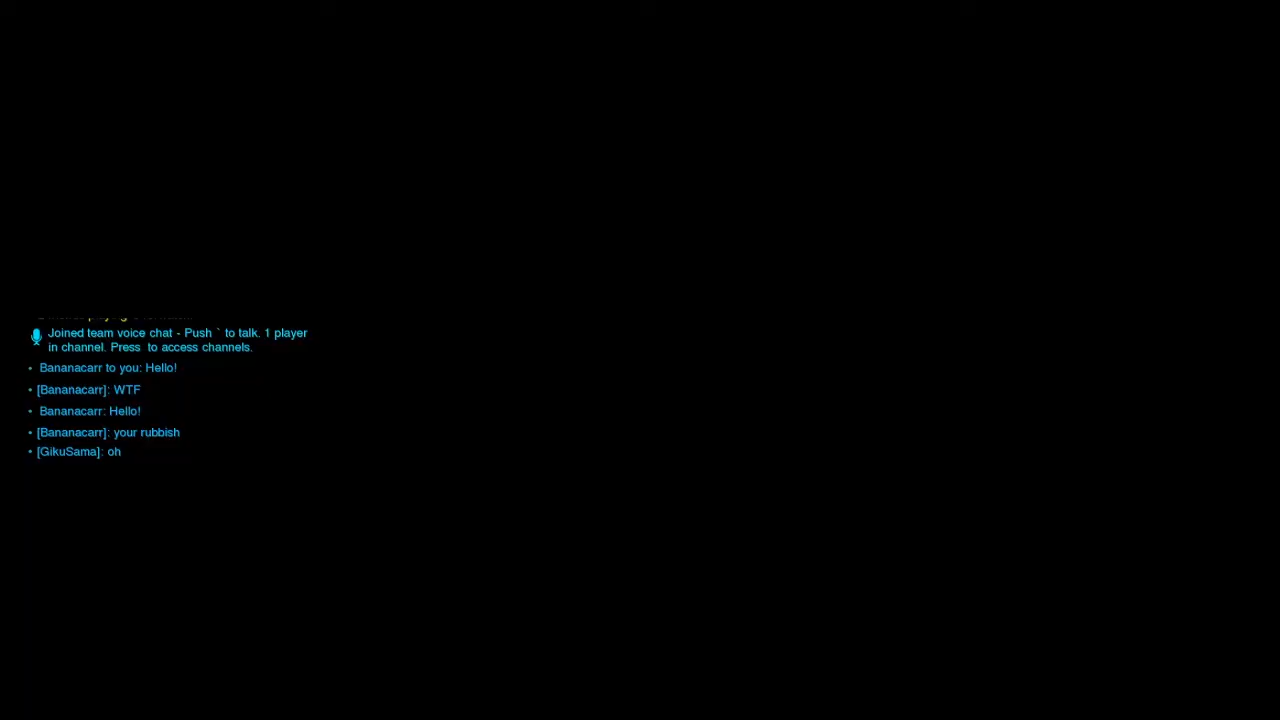 Joined team voice chat - Push ` to talk. 1 player
in channel. Press  to access channels.
• Bananacarr to you: Hello!
• [Bananacarr]: WTF
• Bananacarr: Hello!
• [Bananacarr]: your rubbish
• [GikuSama]: oh